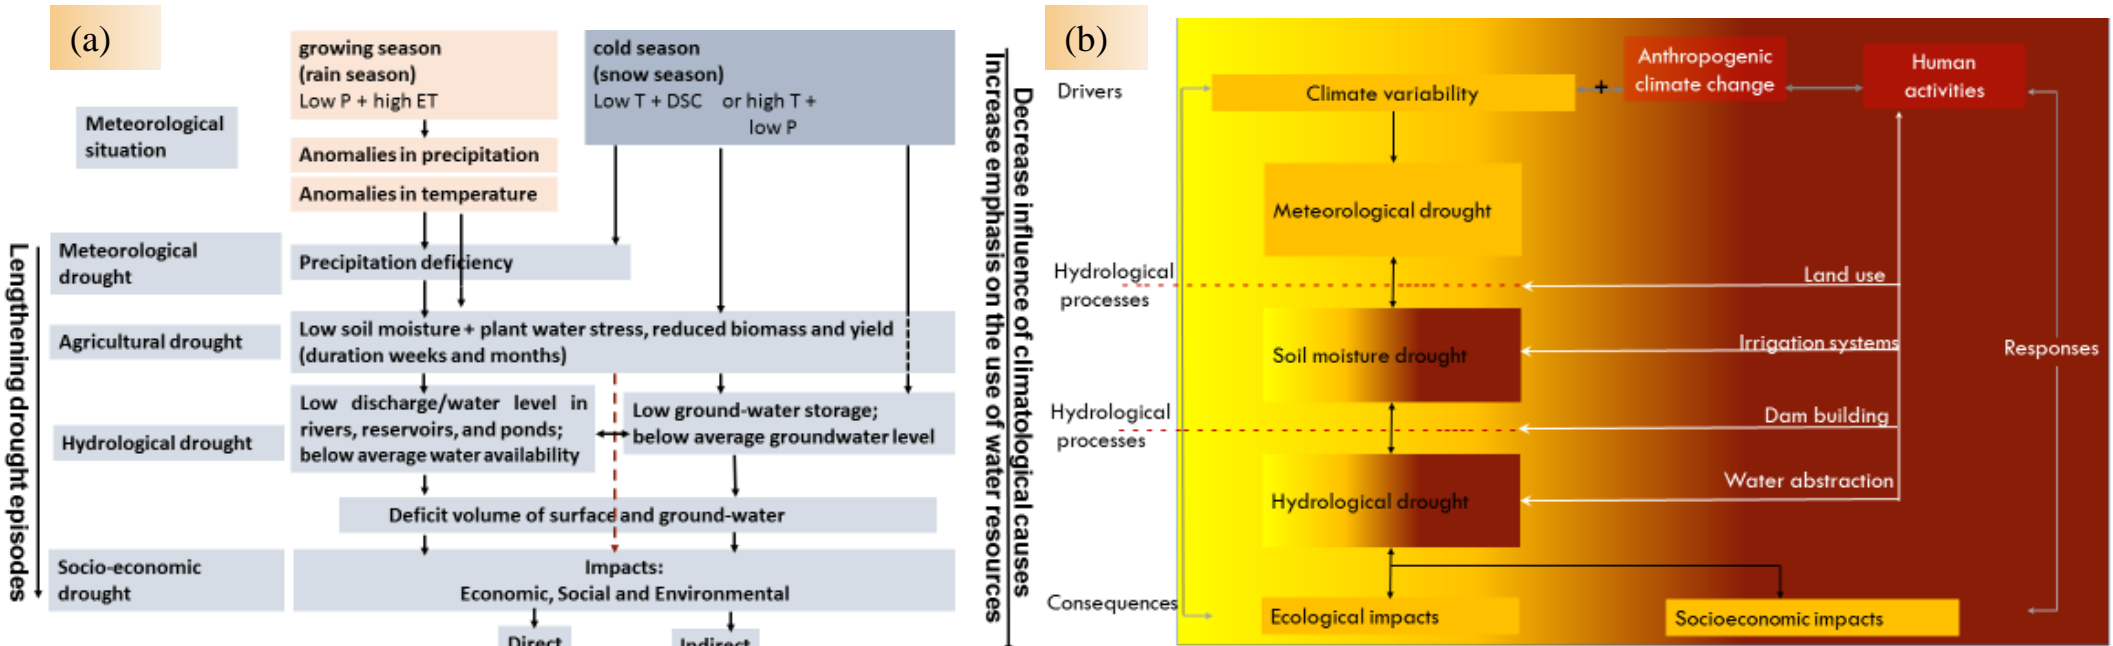 (a)
growing season
(rain season)
Low P + high ET
cold season
(snow season)
Low T + DSC or high T +
low P
Meteorological
situation
Anomalies in precipitation
Anomalies in temperature
Meteorological
drought
Precipitation deficiency
Agricultural drought
Low soil moisture + plant water stress, reduced biomass and yield
(duration weeks and months)
Hydrological drought
Low discharge/water level in
rivers, reservoirs, and ponds;
below average water availability
Low ground-water storage;
below average groundwater level
Deficit volume of surface and ground-water
Socio-economic
drought
Impacts:
Economic, Social and Environmental
Direct
Indirect
Lengthening drought episodes
Decrease influence of climatological causes
Increase emphasis on the use of water resources
(b)
Drivers
Climate variability
+
Anthropogenic
climate change
Human
activities
Meteorological drought
Hydrological
processes
Land use
Soil moisture drought
Irrigation systems
Responses
Hydrological
processes
Dam building
Hydrological drought
Water abstraction
Consequences
Ecological impacts
Socioeconomic impacts